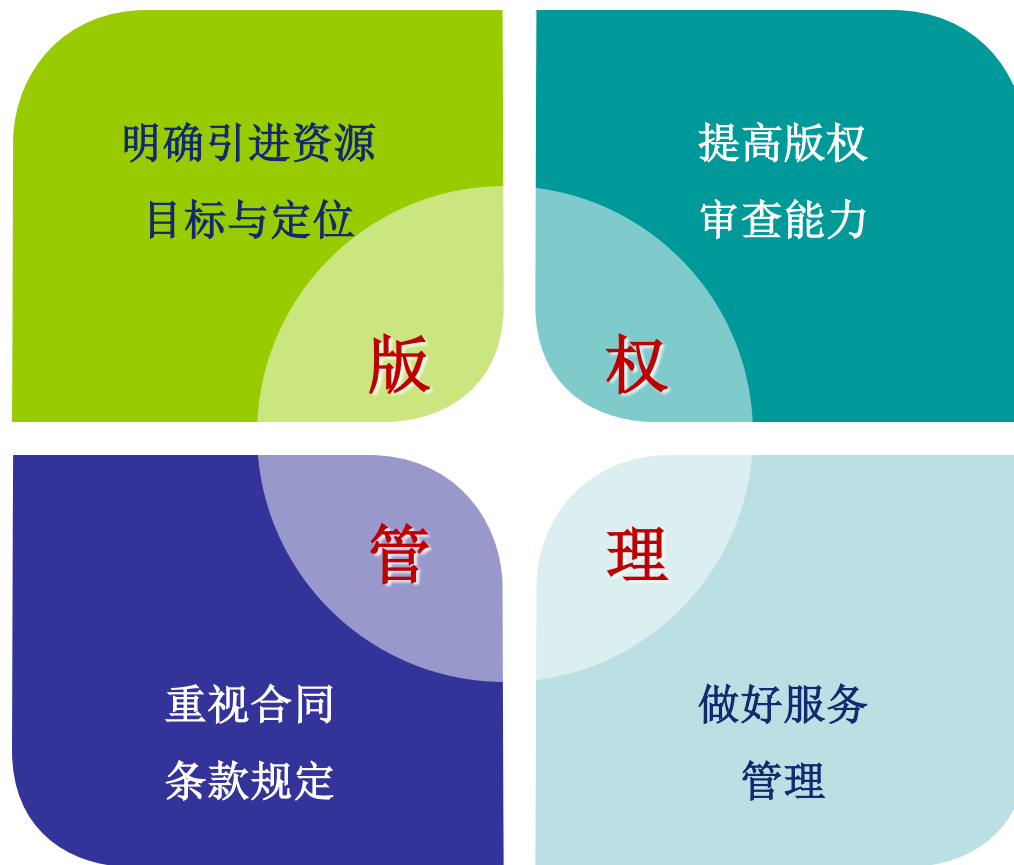 明确引进资源
目标与定位
提高版权
审查能力
版
权
管
理
重视合同
条款规定
做好服务
管理